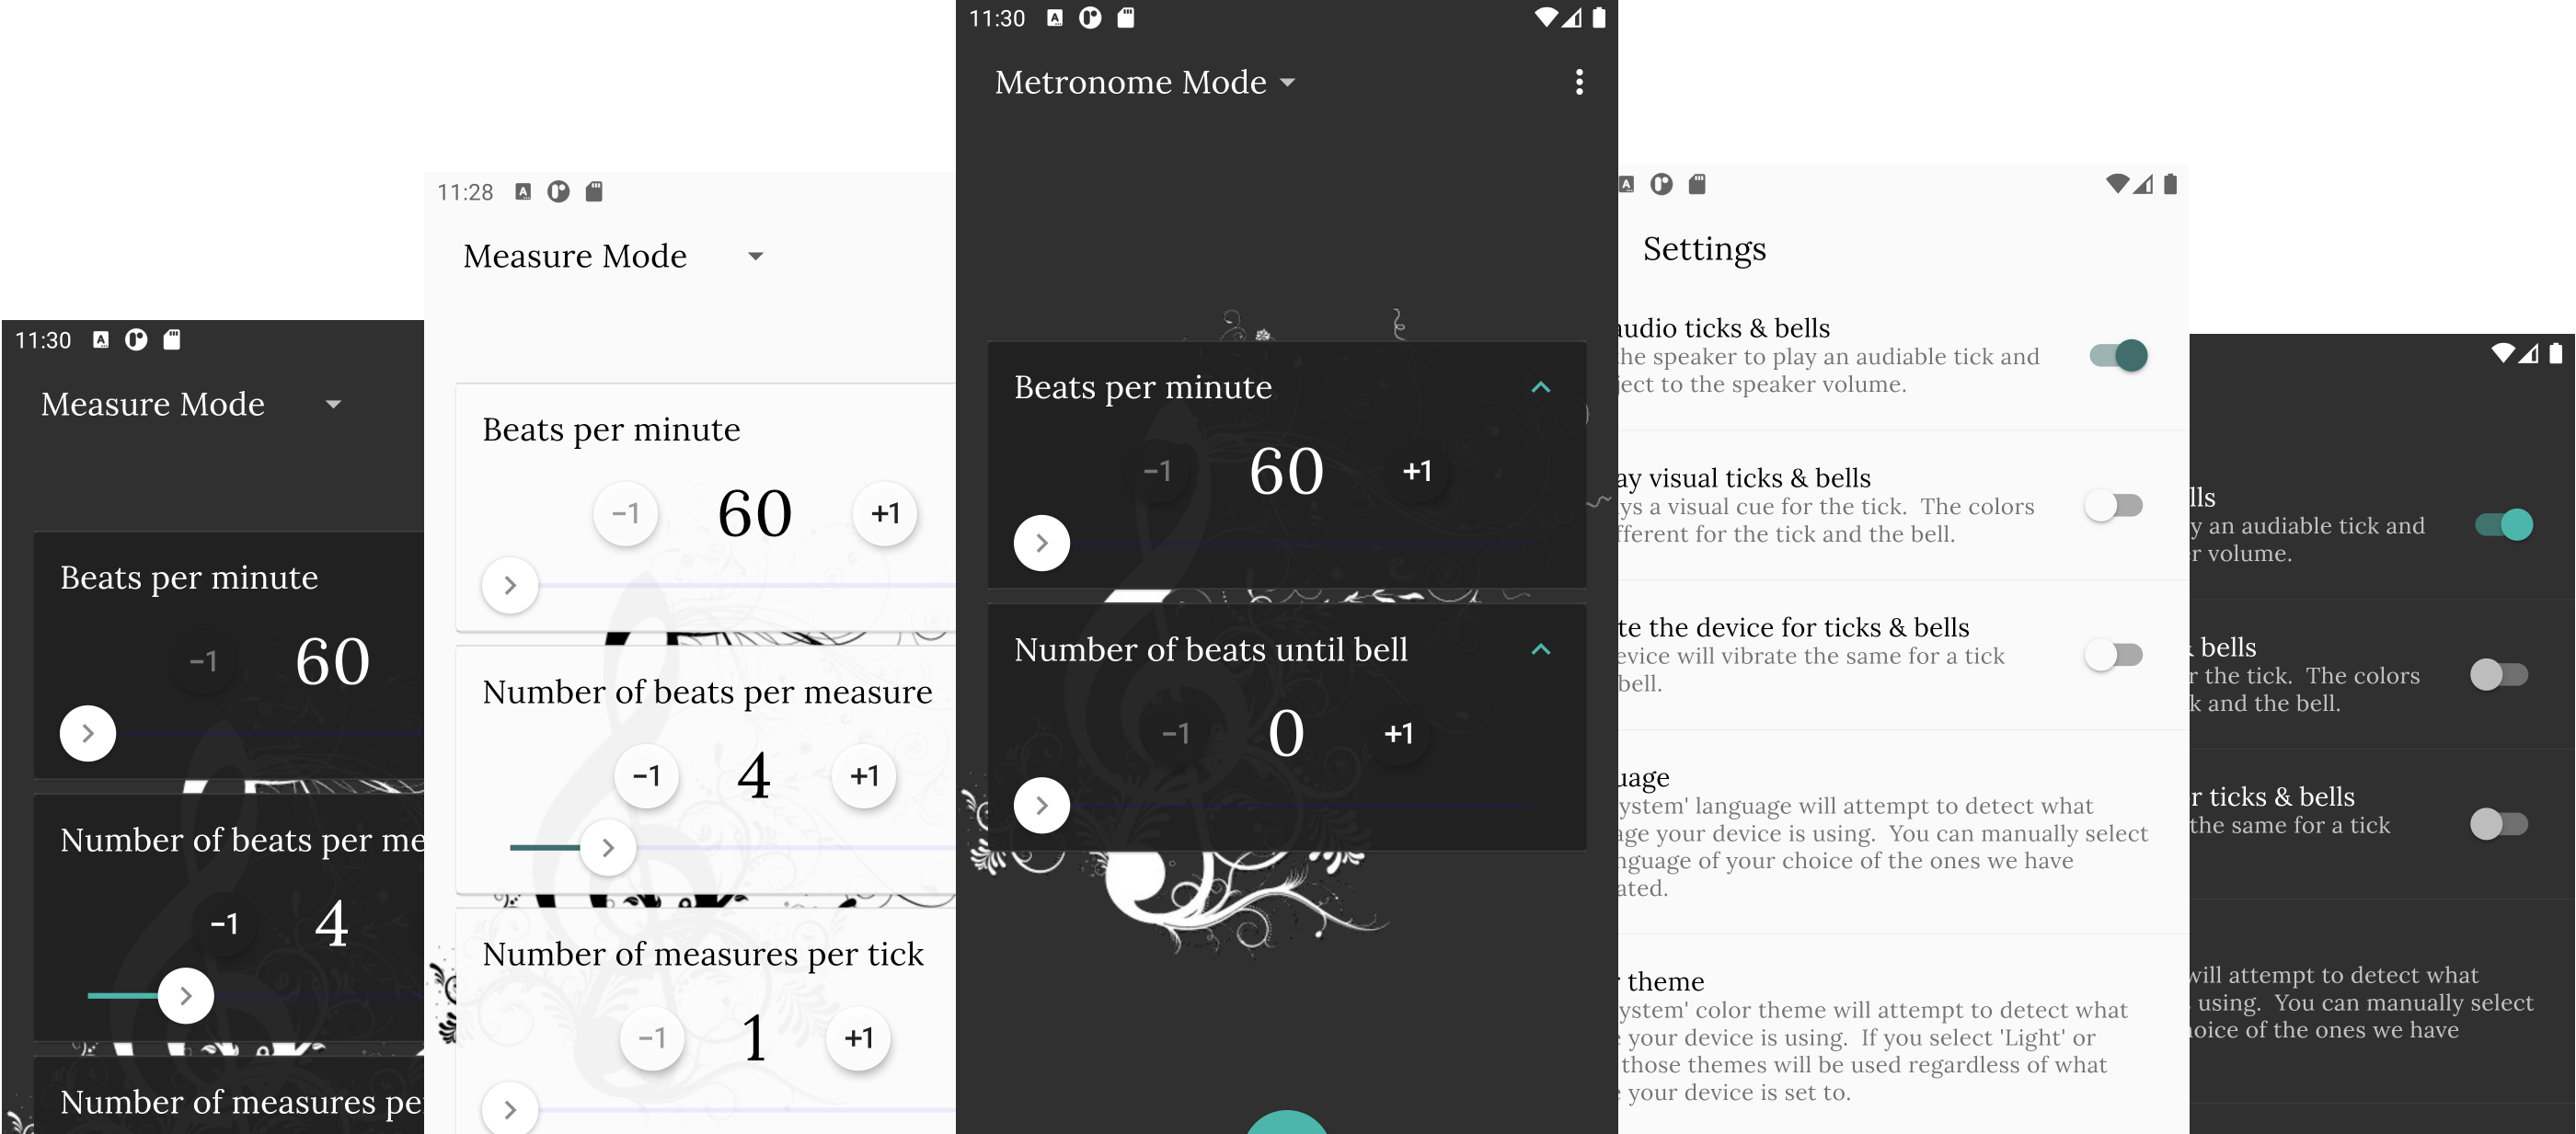 11:30
Measure Mode
Beats per minute
−1 60
Number of beats per me
−1 4
Number of measures pe
11:28
Measure Mode
Beats per minute
−1 60 +1
Number of beats per measure
−1 4 +1
Number of measures per tick
−1 1 +1
11:30
Metronome Mode
Beats per minute
−1 60 +1
Number of beats until bell
−1 0 +1
Settings
audio ticks & bells
the speaker to play an audiable tick and
ject to the speaker volume.
ay visual ticks & bells
ys a visual cue for the tick. The colors
fferent for the tick and the bell.
te the device for ticks & bells
evice will vibrate the same for a tick
bell.
uage
ystem' language will attempt to detect what
age your device is using. You can manually select
nguage of your choice of the ones we have
ated.
r theme
ystem' color theme will attempt to detect what
e your device is using. If you select 'Light' or
those themes will be used regardless of what
e your device is set to.
lls
y an audiable tick and
r volume.
& bells
r the tick. The colors
k and the bell.
r ticks & bells
the same for a tick
will attempt to detect what
using. You can manually select
hoice of the ones we have